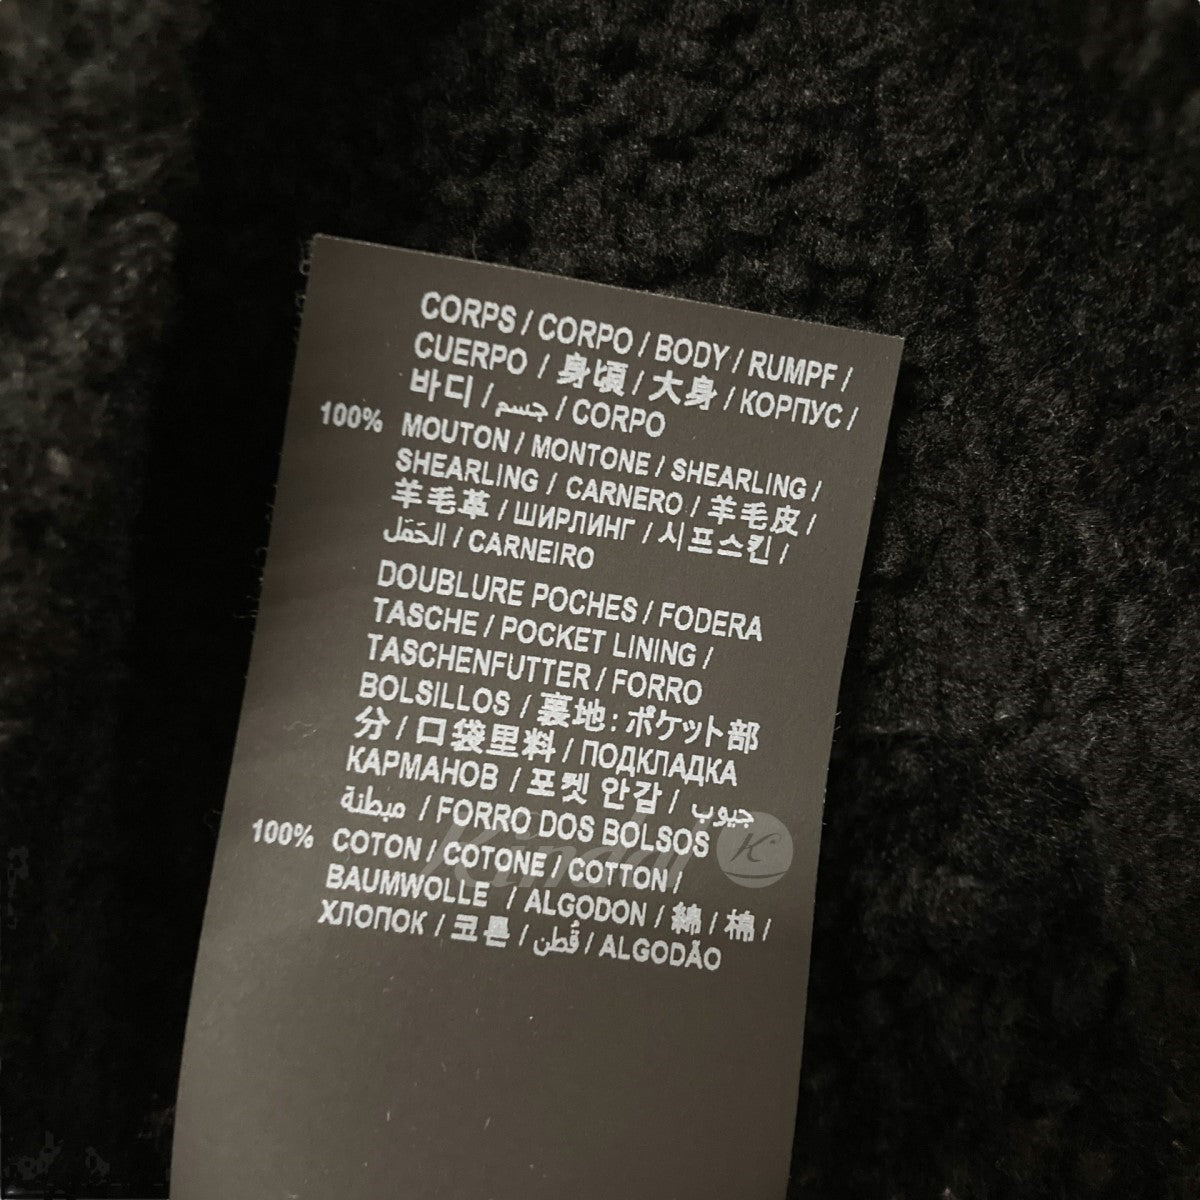 CORPS / CORPO / BODY / RUMPF /
CUERPO / 身頃 / 大身 / КОРПУС /
바디 / جسم / CORPO
100% MOUTON / MONTONE / SHEARLING /
SHEARLING / CARNERO / 羊毛皮 /
羊毛革 / ШИРЛИНГ / 시프스킨 /
الحَمَل / CARNEIRO
DOUBLURE POCHES / FODERA
TASCHE / POCKET LINING /
TASCHENFUTTER / FORRO
BOLSILLOS / 裏地: ポケット部
分 / 口袋里料 / ПОДКЛАДКА
КАРМАНОВ / 포켓 안감 / جيوب
مبطنة / FORRO DOS BOLSOS
100% COTON / COTONE / COTTON /
BAUMWOLLE / ALGODON / 綿 / 棉 /
ХЛОПОК / 코튼 / قُطن / ALGODÃO
Kindal K